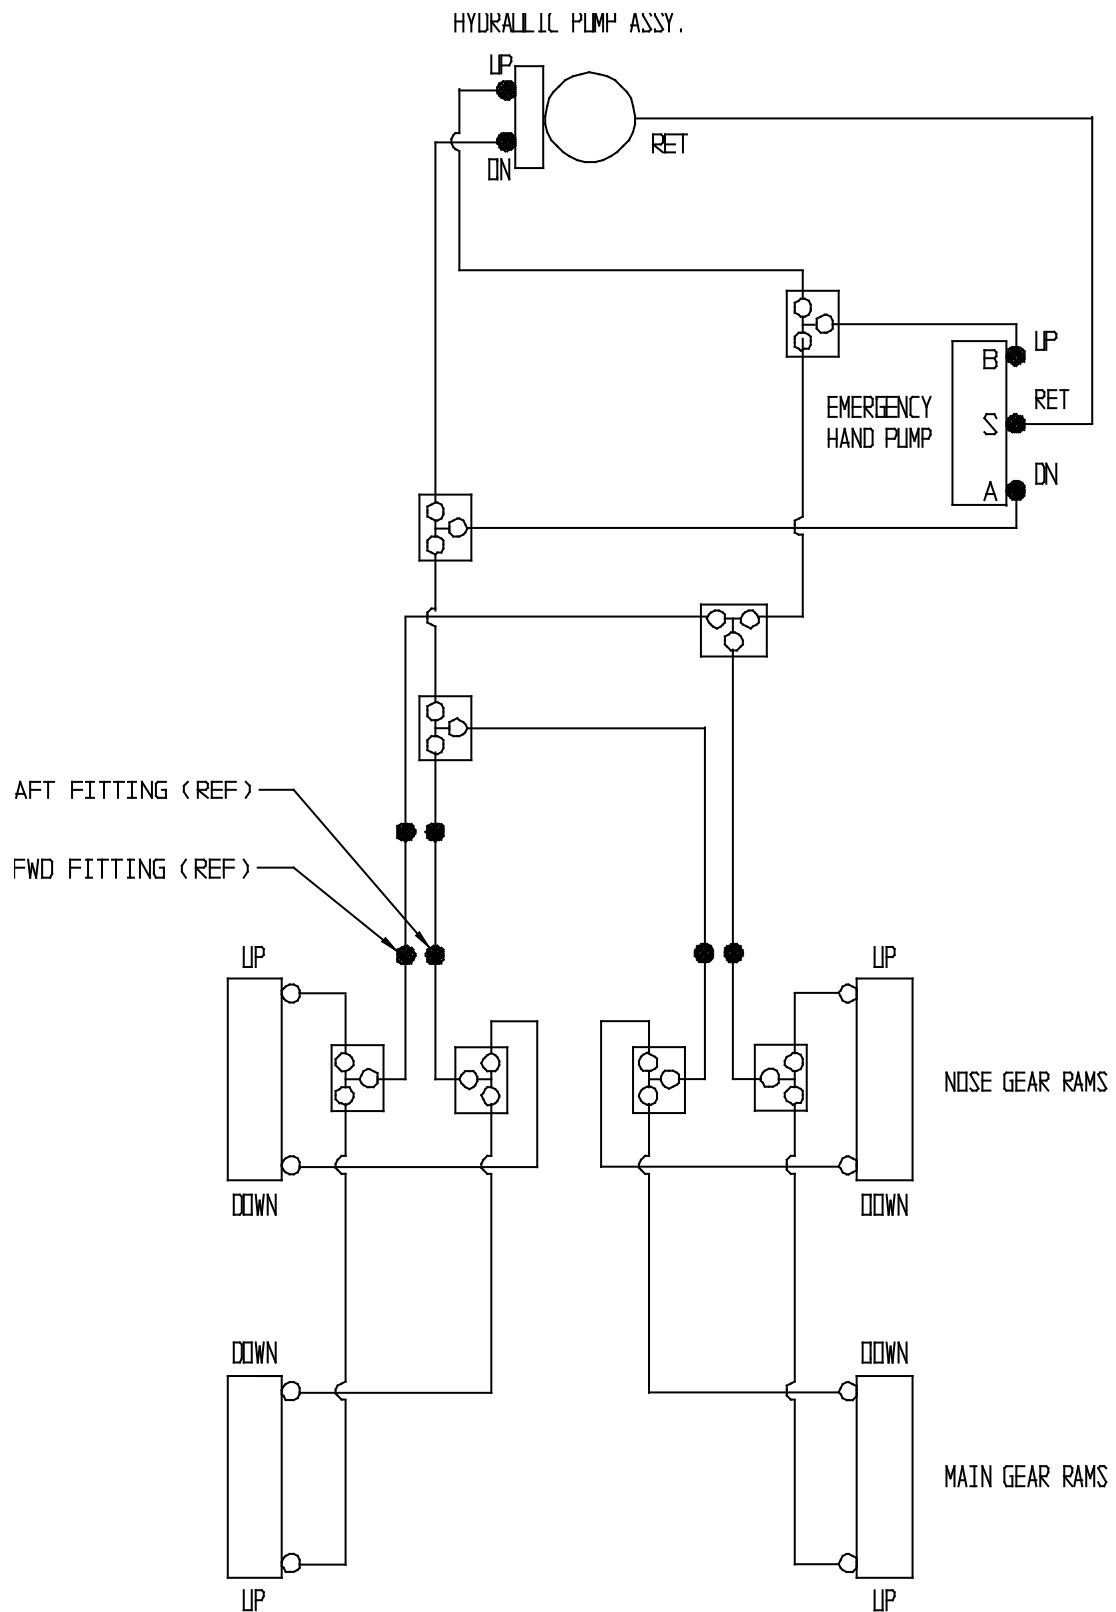 HYDRAULIC PUMP ASSY.
UP
RET
DN
UP
B
RET
EMERGENCY
HAND PUMP
S
DN
A
AFT FITTING (REF)
FWD FITTING (REF)
UP
UP
NOSE GEAR RAMS
DOWN
DOWN
DOWN
DOWN
MAIN GEAR RAMS
UP
UP